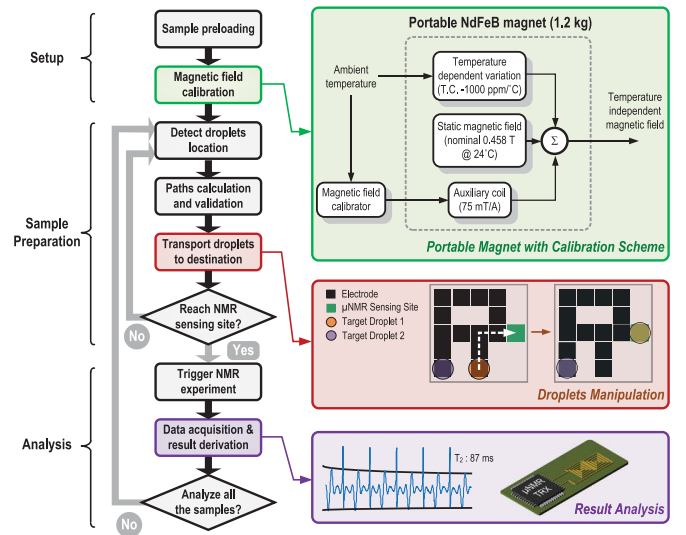 Setup
Sample preloading
Magnetic field
calibration
Sample
Preparation
Detect droplets
location
Paths calculation
and validation
Transport droplets
to destination
Reach NMR
sensing site?
No
Yes
Analysis
Trigger NMR
experiment
Data acquisition &
result derivation
Analyze all
the samples?
No
Portable NdFeB magnet (1.2 kg)
Ambient
temperature
Temperature
dependent variation
(T.C. -1000 ppm/˚C)
Static magnetic field
(nominal 0.458 T
@ 24˚C)
Σ
Temperature
independent
magnetic field
Magnetic field
calibrator
Auxiliary coil
(75 mT/A)
Portable Magnet with Calibration Scheme
Electrode
µNMR Sensing Site
Target Droplet 1
Target Droplet 2
Droplets Manipulation
T₂ : 87 ms
µNMR
TRX
Result Analysis